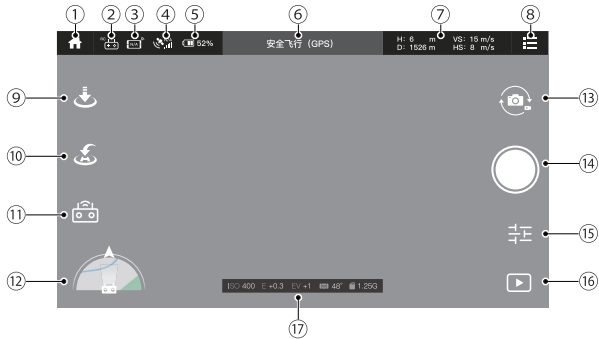 ① ② ③ ④ ⑤ ⑥ ⑦ ⑧
RC N/A 52% 安全飞行（GPS） H: 6 m VS: 15 m/s
D: 1526 m HS: 8 m/s
⑨ ⑬
⑩ ⑭
⑪ ⑮
⑫ ⑯
ISO 400 E +0.3 EV +1 48° 1.25G
⑰